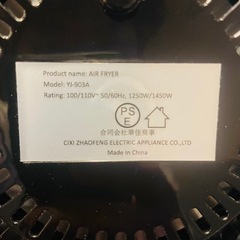 Product name: AIR FRYER
Model: YJ-903A
Rating: 100/110V~ 50/60Hz, 1250W/1450W
PS
E
合同会社華佳商事
CIXI ZHAOFENG ELECTRIC APPLIANCE CO.,LTD
Made in China